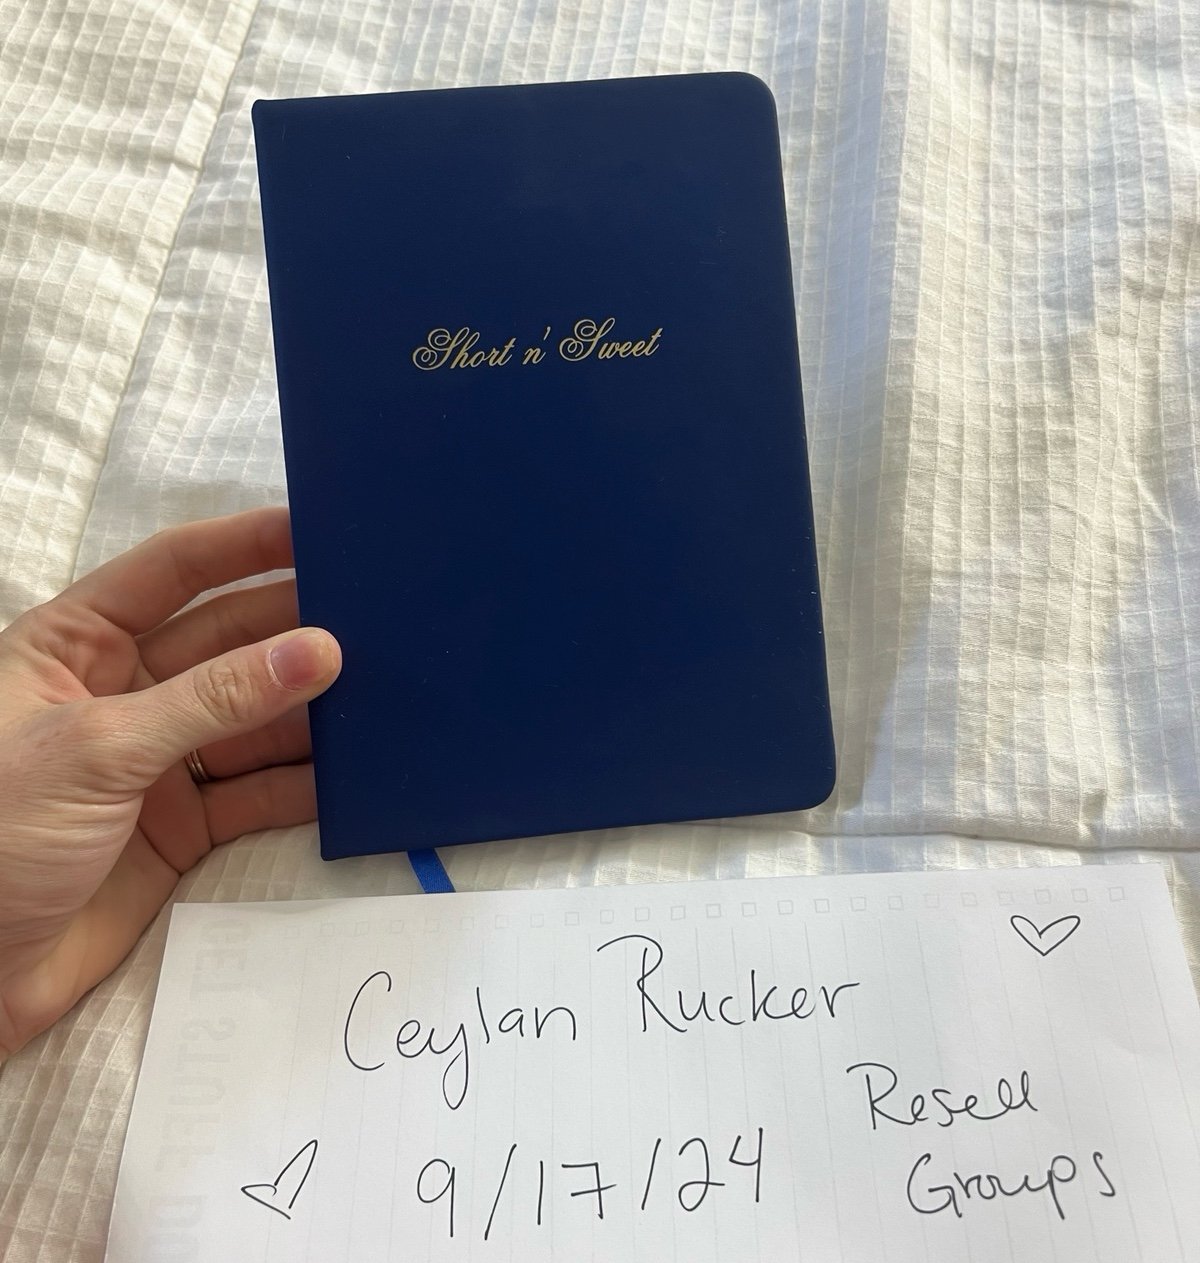 Short n' Sweet
Ceylan Rucker
Resell
Groups
9/17/24